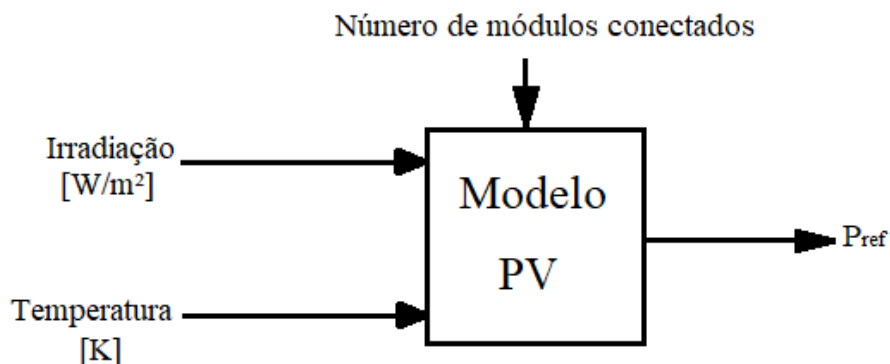 Número de módulos conectados
Irradiação
[W/m²]
Modelo
PV
Pref
Temperatura
[K]